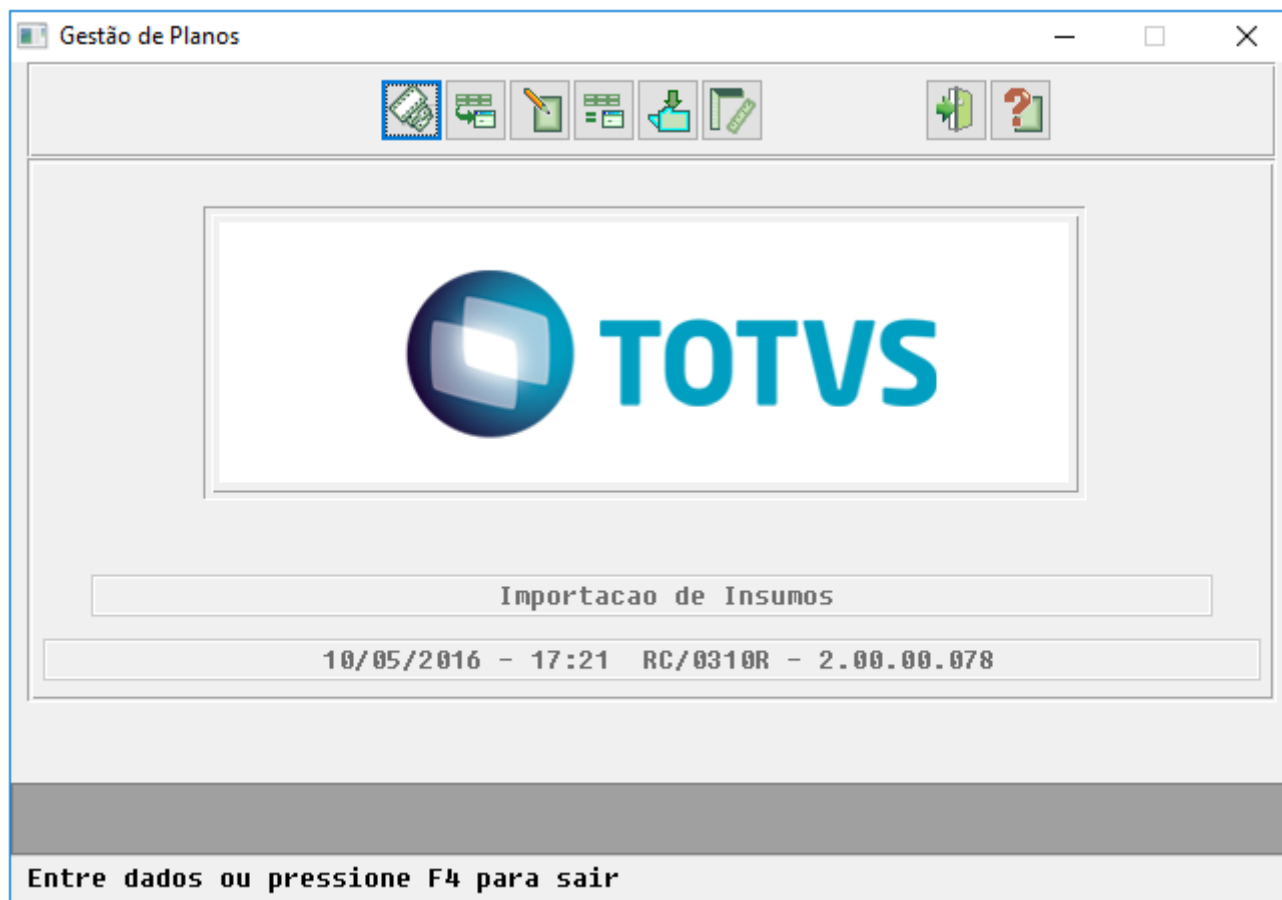 Gestão de Planos
TOTVS
Importacao de Insumos
10/05/2016 - 17:21 RC/0310R - 2.00.00.078
Entre dados ou pressione F4 para sair